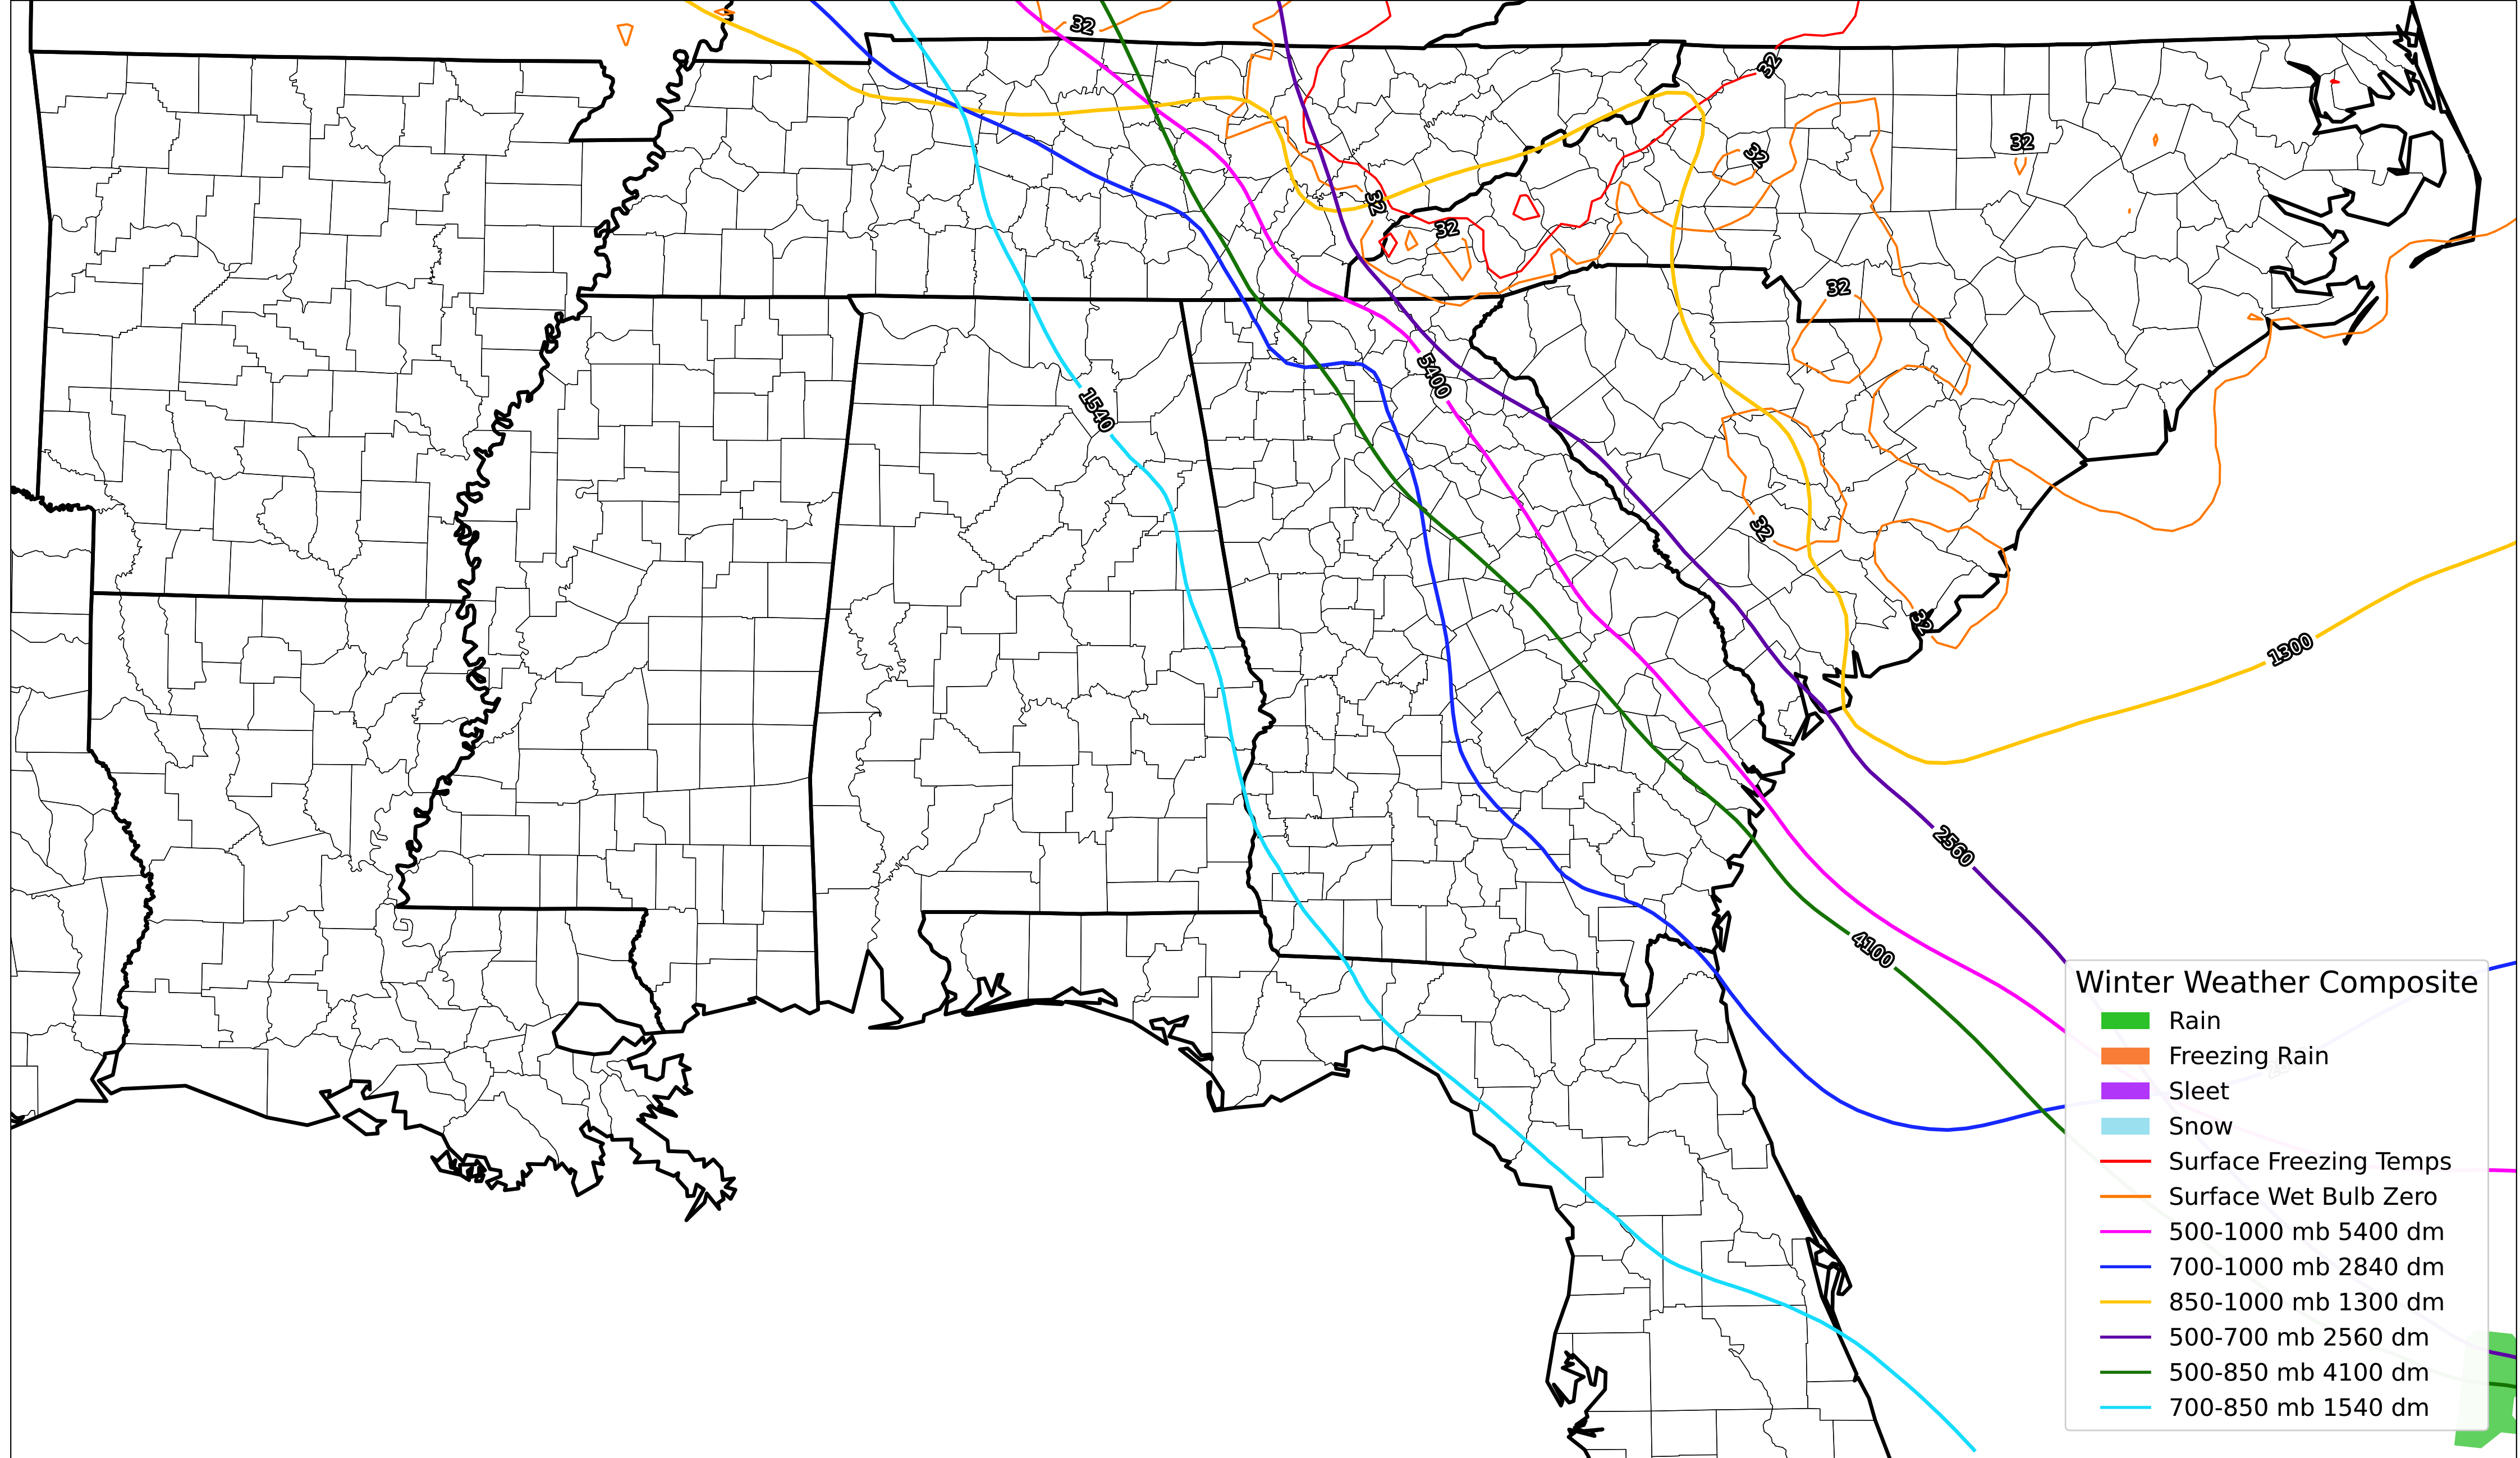 32
32
32
32
32
32
32
5400
1540
32
32
1300
2560
4100
Winter Weather Composite
Rain
Freezing Rain
Sleet
Snow
Surface Freezing Temps
Surface Wet Bulb Zero
500-1000 mb 5400 dm
700-1000 mb 2840 dm
850-1000 mb 1300 dm
500-700 mb 2560 dm
500-850 mb 4100 dm
700-850 mb 1540 dm